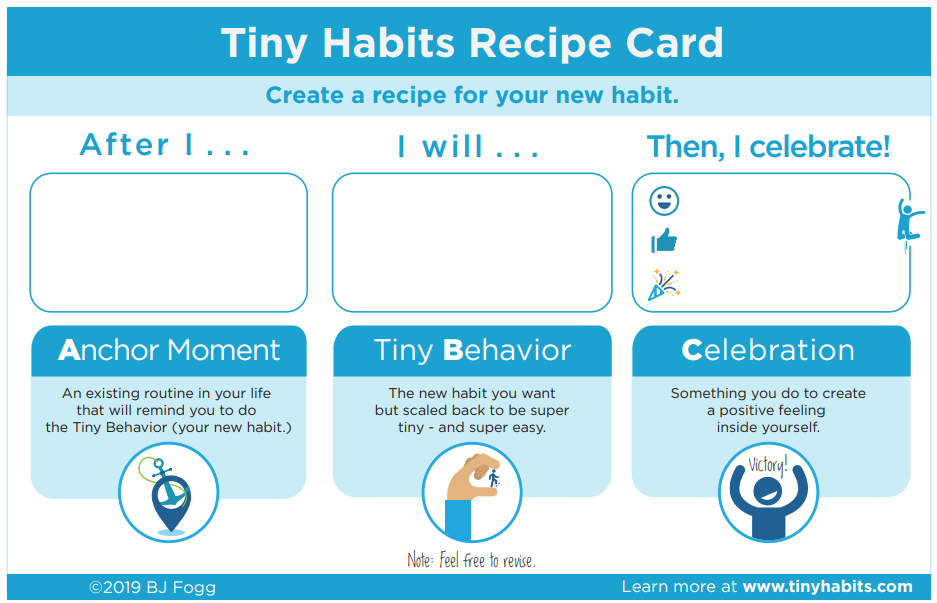 Tiny Habits Recipe Card
Create a recipe for your new habit.
After I . . .
I will . . .
Then, I celebrate!
Anchor Moment
An existing routine in your life
that will remind you to do
the Tiny Behavior (your new habit.)
Tiny Behavior
The new habit you want
but scaled back to be super
tiny - and super easy.
Celebration
Something you do to create
a positive feeling
inside yourself.
Victory!
Note: Feel free to revise.
©2019 BJ Fogg
Learn more at www.tinyhabits.com